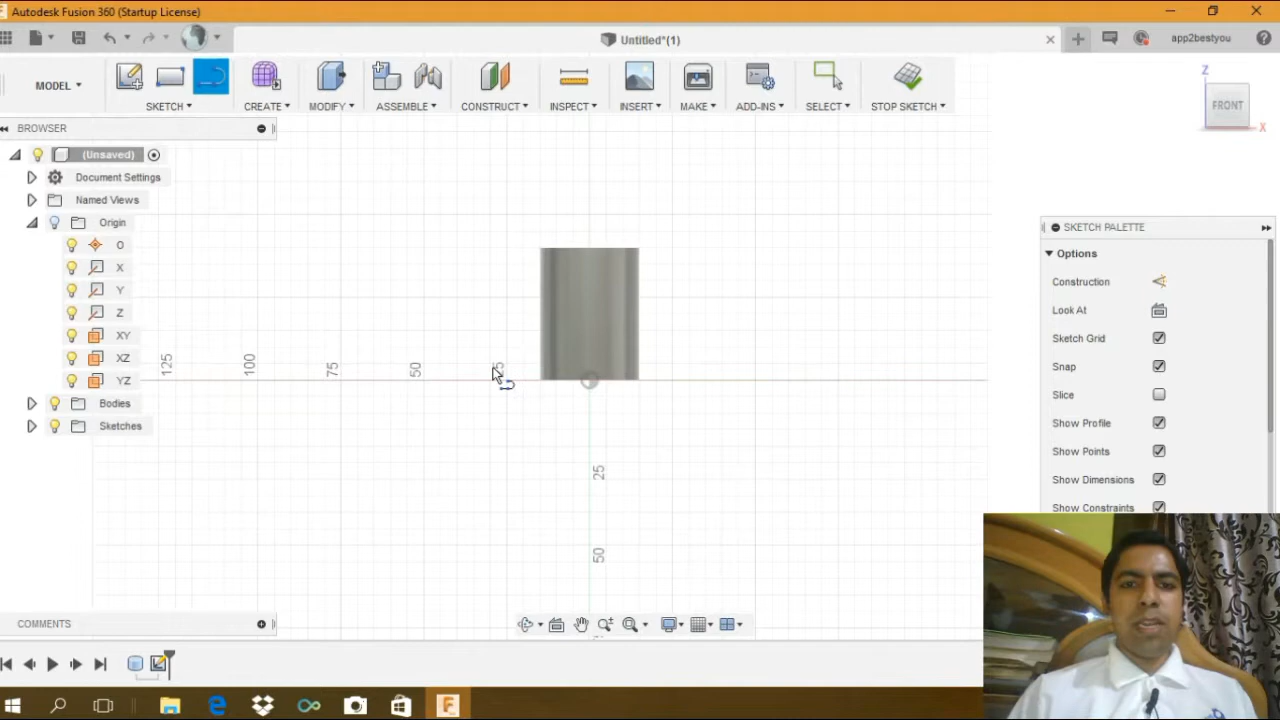 Autodesk Fusion 360 (Startup License)
Untitled*(1)
app2bestyou
MODEL
SKETCH
CREATE
MODIFY
ASSEMBLE
CONSTRUCT
INSPECT
INSERT
MAKE
ADD-INS
SELECT
STOP SKETCH
Z
FRONT
X
BROWSER
(Unsaved)
Document Settings
Named Views
Origin
O
X
Y
Z
XY
XZ
YZ
Bodies
Sketches
125
100
75
50
25
50
SKETCH PALETTE
Options
Construction
Look At
Sketch Grid
Snap
Slice
Show Profile
Show Points
Show Dimensions
Show Constraints
COMMENTS